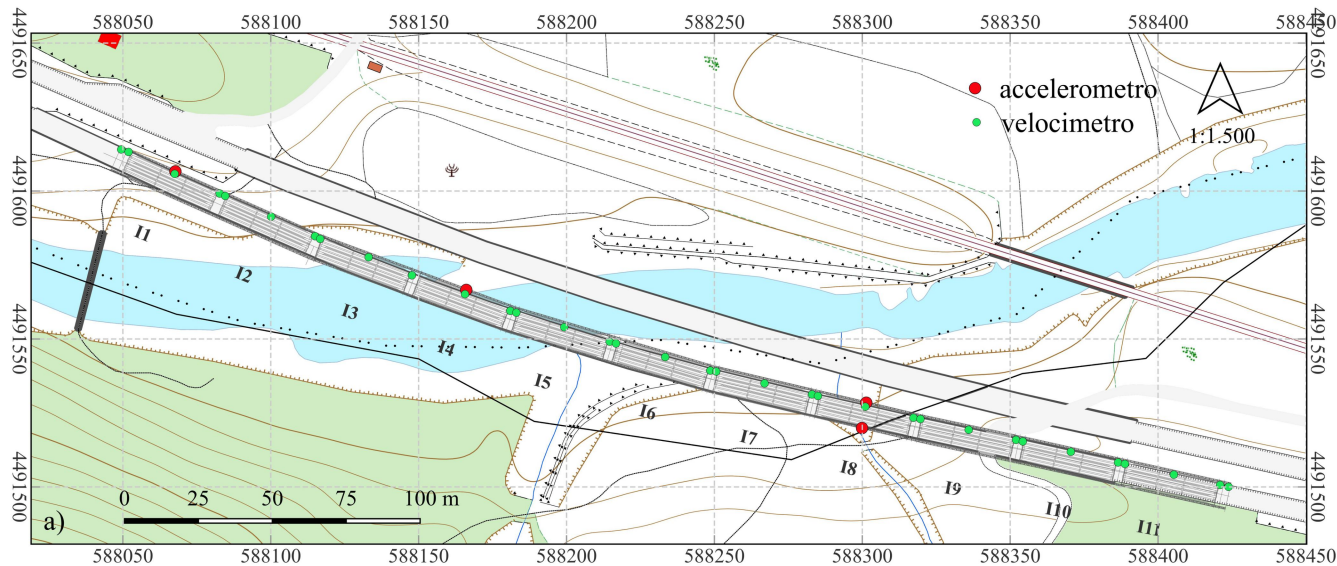 588050 588100 588150 588200 588250 588300 588350 588400 588450
4491650 4491650
accelerometro
velocimetro
1:1.500
4491600 4491600
I1
I2
I3
I4
4491550 4491550
I5
I6
I7
I8
I9
I10
I11
4491500 4491500
0 25 50 75 100 m
a)
588050 588100 588150 588200 588250 588300 588350 588400 588450